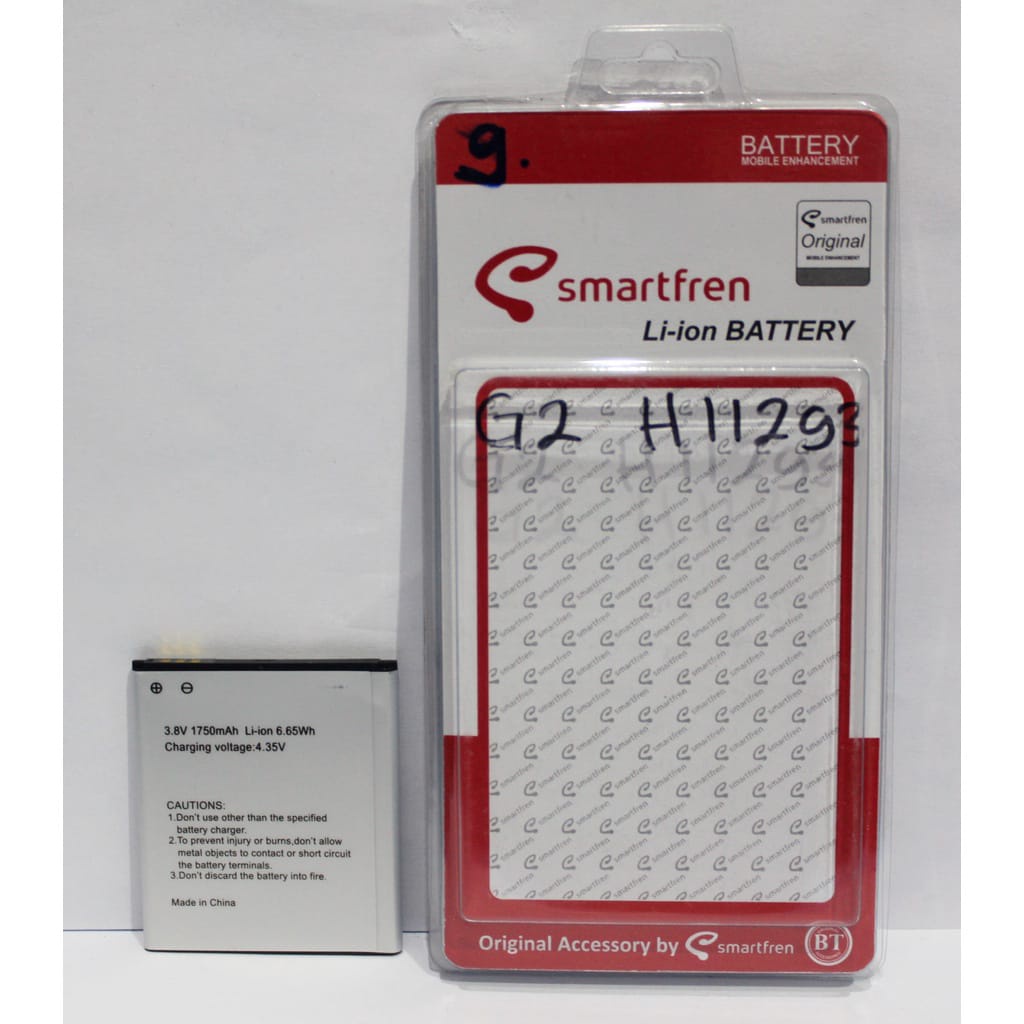 9.
BATTERY
MOBILE ENHANCEMENT
smartfren
Original
MOBILE ENHANCEMENT
smartfren
Li-ion BATTERY
G2 H11293
⊕ ⊖
3.8V 1750mAh Li-ion 6.65Wh
Charging voltage:4.35V
CAUTIONS:
1.Don't use other than the specified
battery charger.
2.To prevent injury or burns,don't allow
metal objects to contact or short circuit
the battery terminals.
3.Don't discard the battery into fire.
Made in China
Original Accessory by smartfren
BT